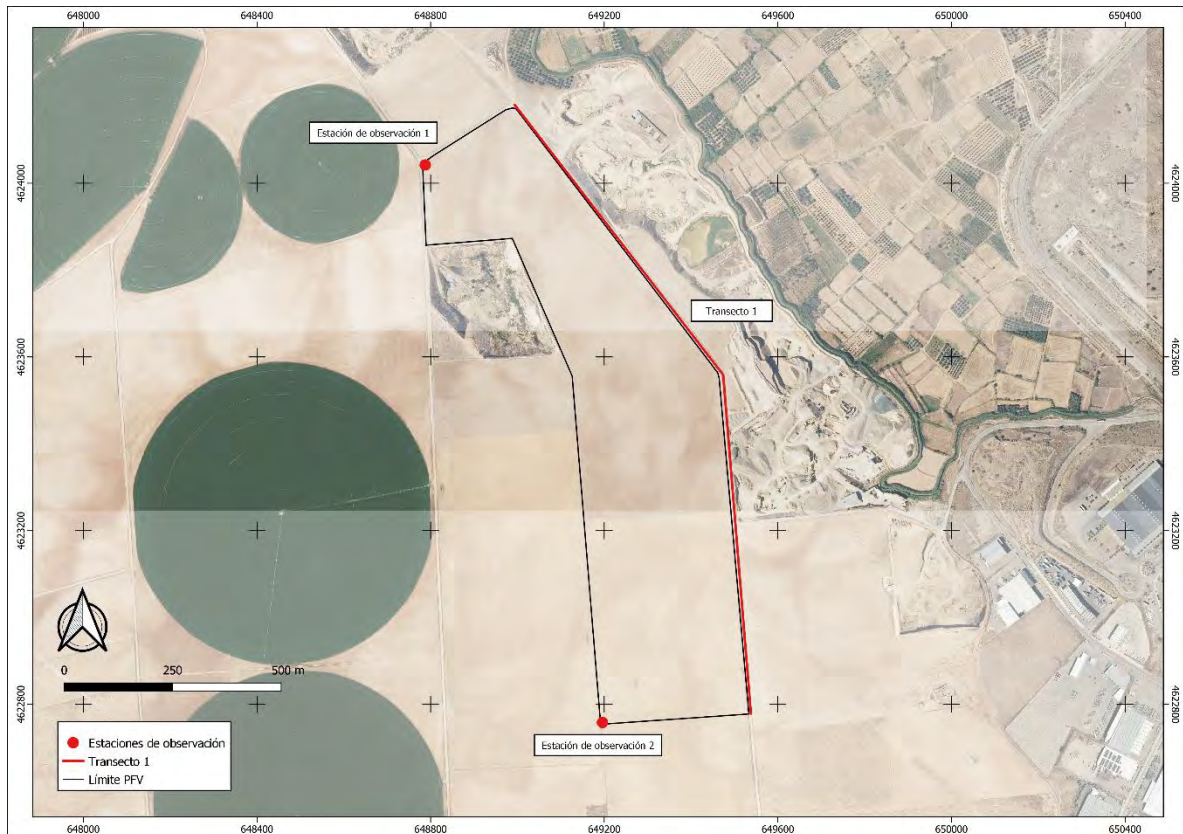 648000 648400 648800 649200 649600 650000 650400
Estación de observación 1
4624000 4624000
Transecto 1
4623600 4623600
4623200 4623200
0 250 500 m
4622800 4622800
Estaciones de observación
Transecto 1
Límite PFV
Estación de observación 2
648000 648400 648800 649200 649600 650000 650400